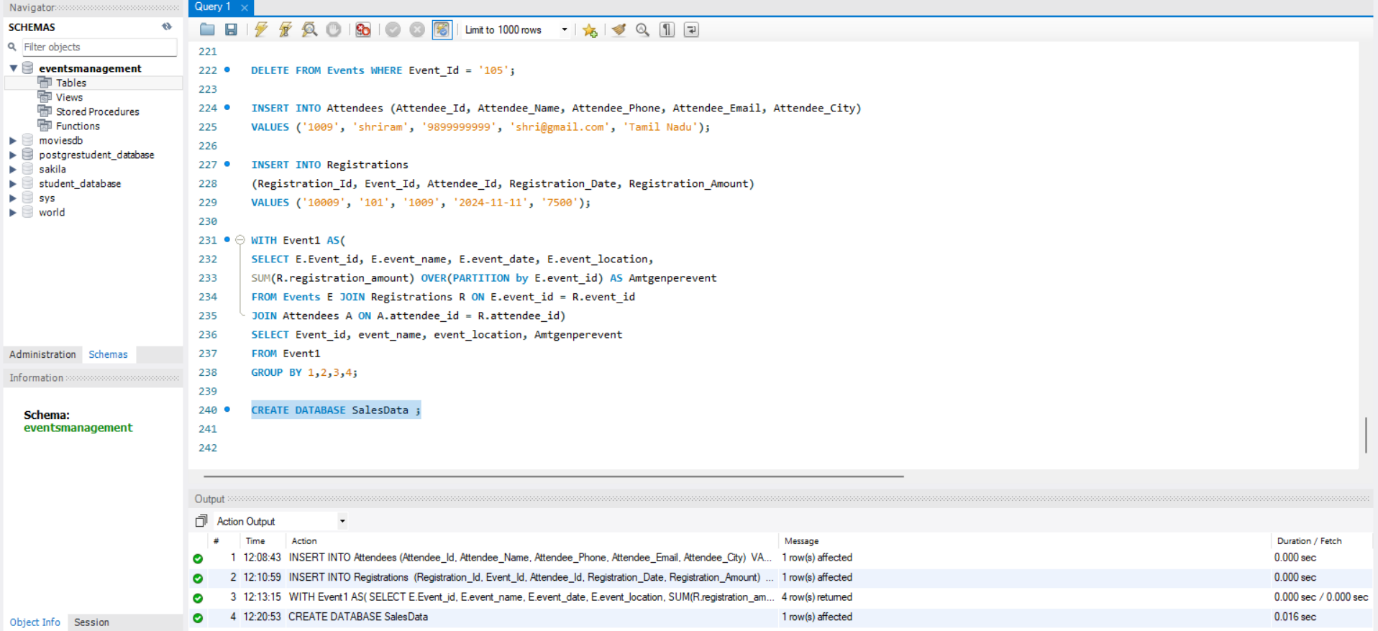 Navigator
SCHEMAS
Filter objects
eventsmanagement
Tables
Views
Stored Procedures
Functions
moviesdb
postgrestudent_database
sakila
student_database
sys
world
Administration Schemas
Information
Schema:
eventsmanagement
Object Info Session
Query 1 ×
Limit to 1000 rows
221
222 DELETE FROM Events WHERE Event_Id = '105';
223
224 INSERT INTO Attendees (Attendee_Id, Attendee_Name, Attendee_Phone, Attendee_Email, Attendee_City)
225 VALUES ('1009', 'shriram', '9899999999', 'shri@gmail.com', 'Tamil Nadu');
226
227 INSERT INTO Registrations
228 (Registration_Id, Event_Id, Attendee_Id, Registration_Date, Registration_Amount)
229 VALUES ('10009', '101', '1009', '2024-11-11', '7500');
230
231 WITH Event1 AS(
232 SELECT E.Event_id, E.event_name, E.event_date, E.event_location,
233 SUM(R.registration_amount) OVER(PARTITION by E.event_id) AS Amtgenperevent
234 FROM Events E JOIN Registrations R ON E.event_id = R.event_id
235 JOIN Attendees A ON A.attendee_id = R.attendee_id)
236 SELECT Event_id, event_name, event_location, Amtgenperevent
237 FROM Event1
238 GROUP BY 1,2,3,4;
239
240 CREATE DATABASE SalesData ;
241
242
Output
Action Output
# Time Action Message Duration / Fetch
1 12:08:43 INSERT INTO Attendees (Attendee_Id, Attendee_Name, Attendee_Phone, Attendee_Email, Attendee_City) VA... 1 row(s) affected 0.000 sec
2 12:10:59 INSERT INTO Registrations (Registration_Id, Event_Id, Attendee_Id, Registration_Date, Registration_Amount) ... 1 row(s) affected 0.000 sec
3 12:13:15 WITH Event1 AS( SELECT E.Event_id, E.event_name, E.event_date, E.event_location, SUM(R.registration_am... 4 row(s) returned 0.000 sec / 0.000 sec
4 12:20:53 CREATE DATABASE SalesData 1 row(s) affected 0.016 sec